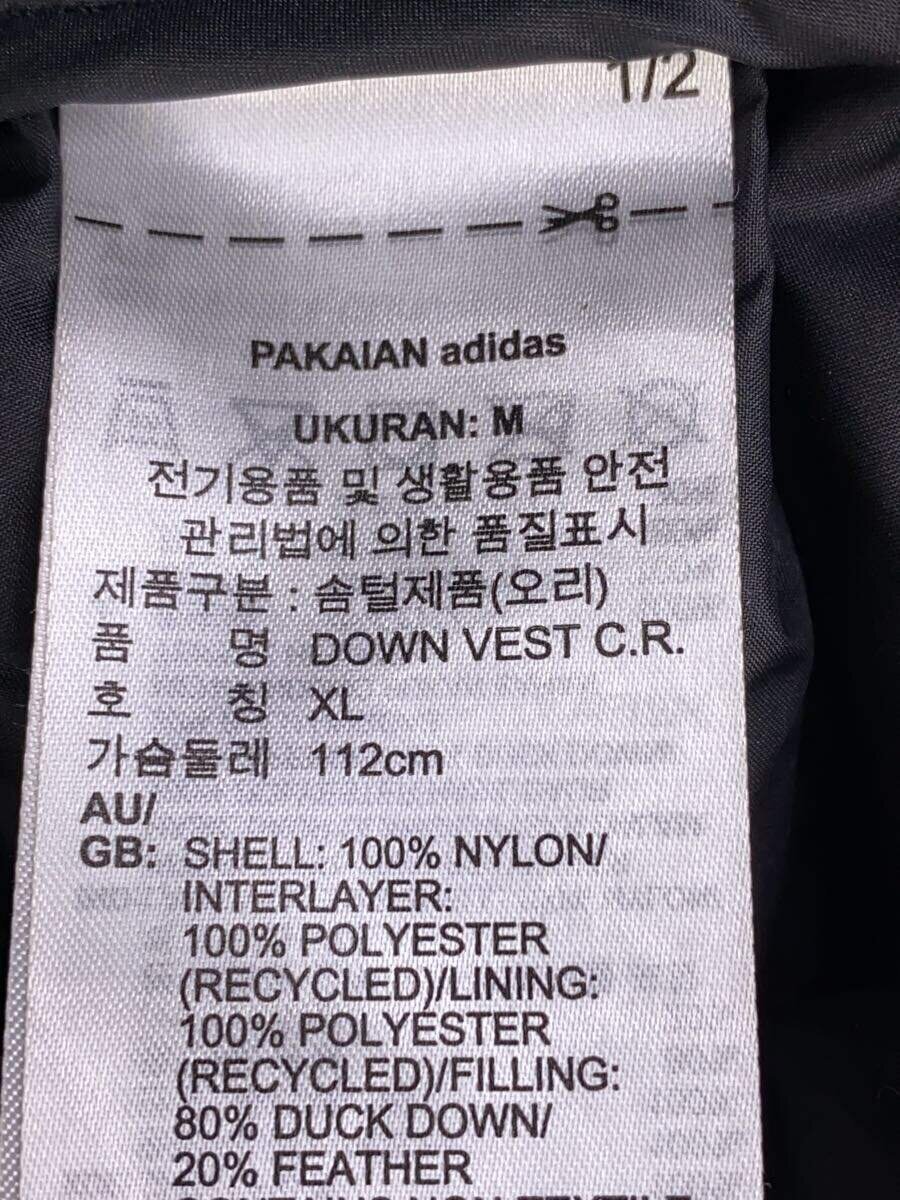 1/2
PAKAIAN adidas
UKURAN: M
전기용품 및 생활용품 안전
관리법에 의한 품질표시
제품구분 : 솜털제품(오리)
품 명 DOWN VEST C.R.
호 칭 XL
가슴둘레 112cm
AU/
GB: SHELL: 100% NYLON/
INTERLAYER:
100% POLYESTER
(RECYCLED)/LINING:
100% POLYESTER
(RECYCLED)/FILLING:
80% DUCK DOWN/
20% FEATHER